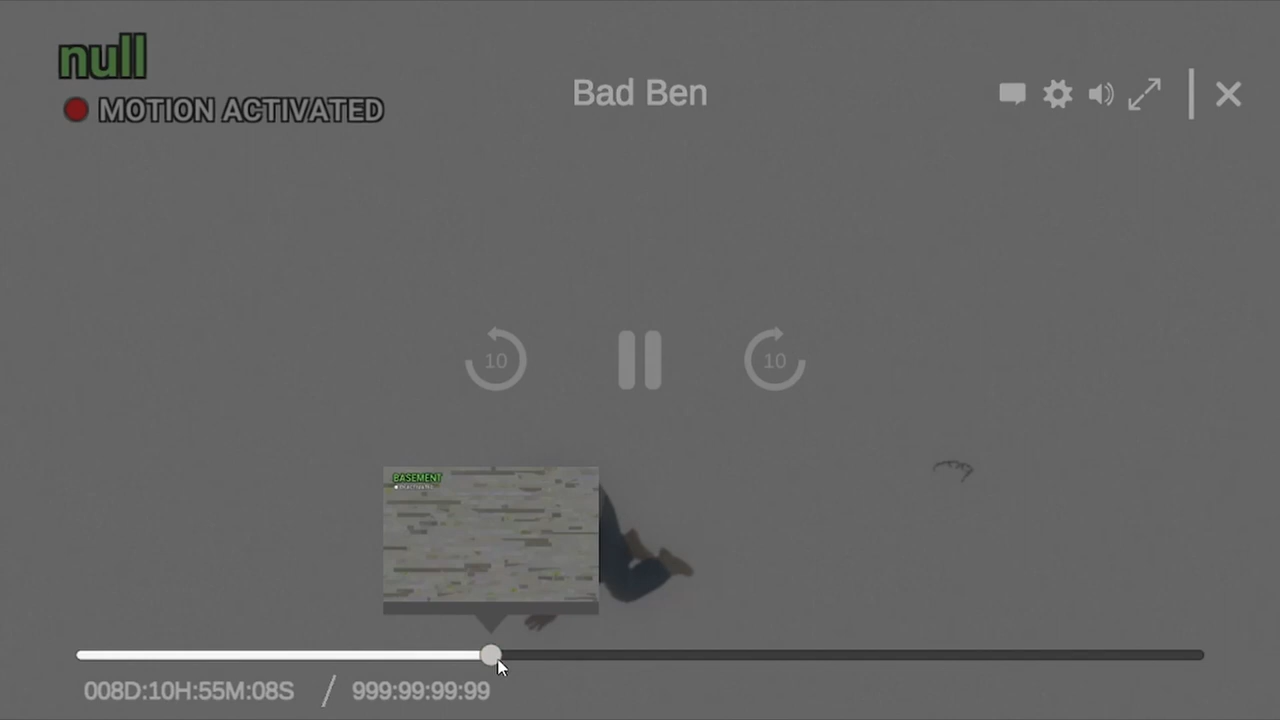 null
MOTION ACTIVATED
Bad Ben
10
10
BASEMENT
008D:10H:55M:08S / 999:99:99:99